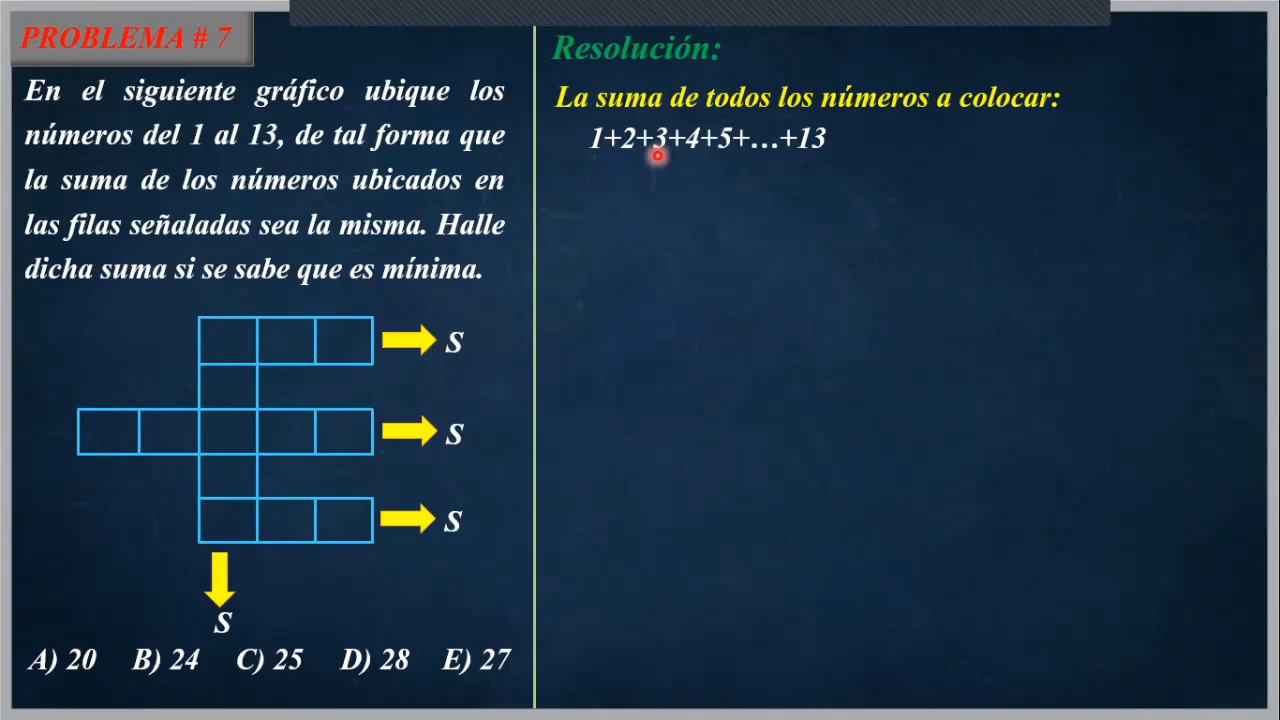 PROBLEMA # 7
En el siguiente gráfico ubique los
números del 1 al 13, de tal forma que
la suma de los números ubicados en
las filas señaladas sea la misma. Halle
dicha suma si se sabe que es mínima.
S
S
S
S
A) 20 B) 24 C) 25 D) 28 E) 27
Resolución:
La suma de todos los números a colocar:
1+2+3+4+5+…+13